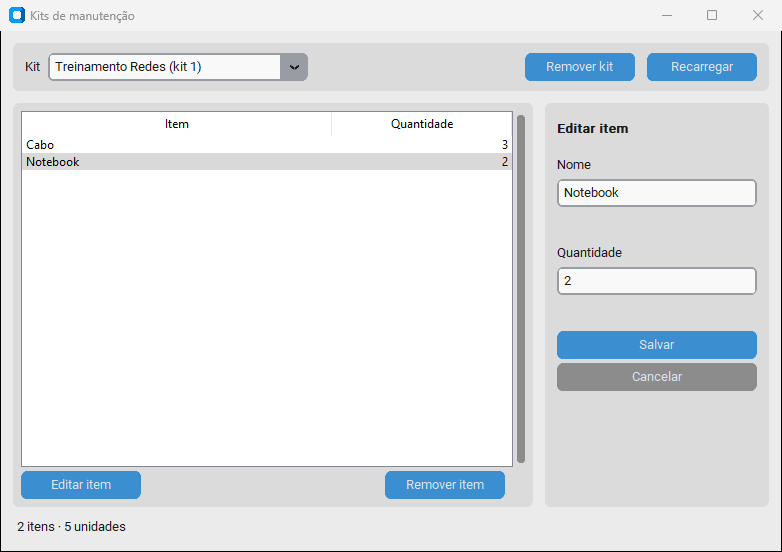 Kits de manutenção
Kit Treinamento Redes (kit 1) Remover kit Recarregar
Item Quantidade
Cabo 3
Notebook 2
Editar item Remover item
Editar item
Nome
Notebook
Quantidade
2
Salvar
Cancelar
2 itens · 5 unidades